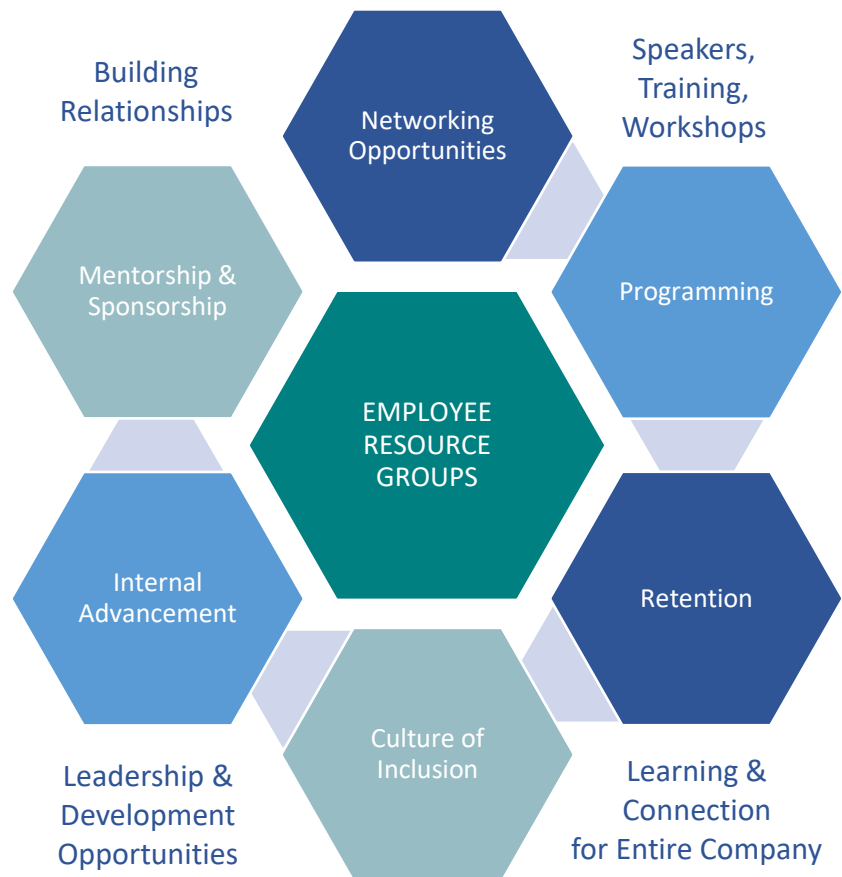 Building
Relationships
Networking
Opportunities
Speakers,
Training,
Workshops
Mentorship &
Sponsorship
Programming
EMPLOYEE
RESOURCE
GROUPS
Internal
Advancement
Retention
Culture of
Inclusion
Leadership &
Development
Opportunities
Learning &
Connection
for Entire Company